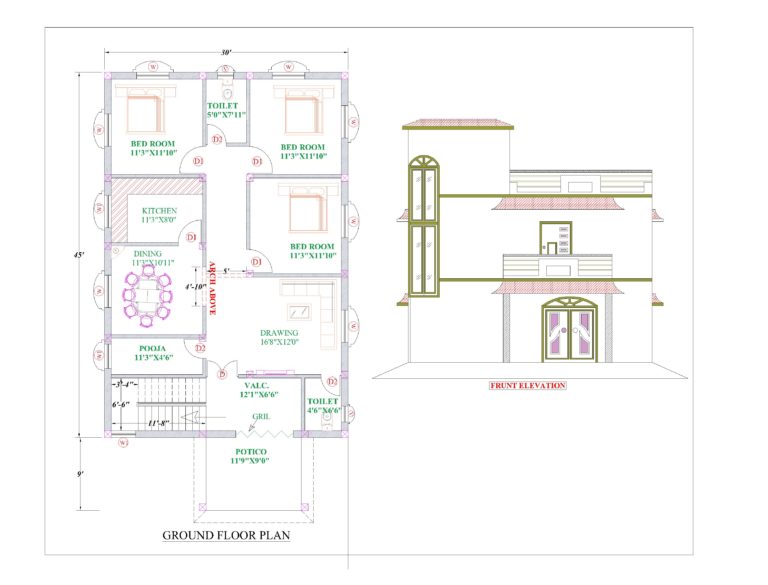 30'
W
V
W
TOILET
5'0"X7'11"
W
W
BED ROOM
11'3"X11'10"
D2
BED ROOM
11'3"X11'10"
D1
D1
W
KITCHEN
11'3"X8'0"
W
D1
BED ROOM
11'3"X11'10"
45'
DINING
11'3"X10'11"
D1
5'
W
4'-10"
ARCH ABOVE
W
DRAWING
16'8"X12'0"
POOJA
11'3"X4'6"
D2
W
D
3'-4"
VALC.
12'1"X6'6"
D2
6'-6"
TOILET
4'6"X6'6"
11'-8"
GRIL
W
9'
POTICO
11'9"X9'0"
GROUND FLOOR PLAN
FRUNT ELEVATION